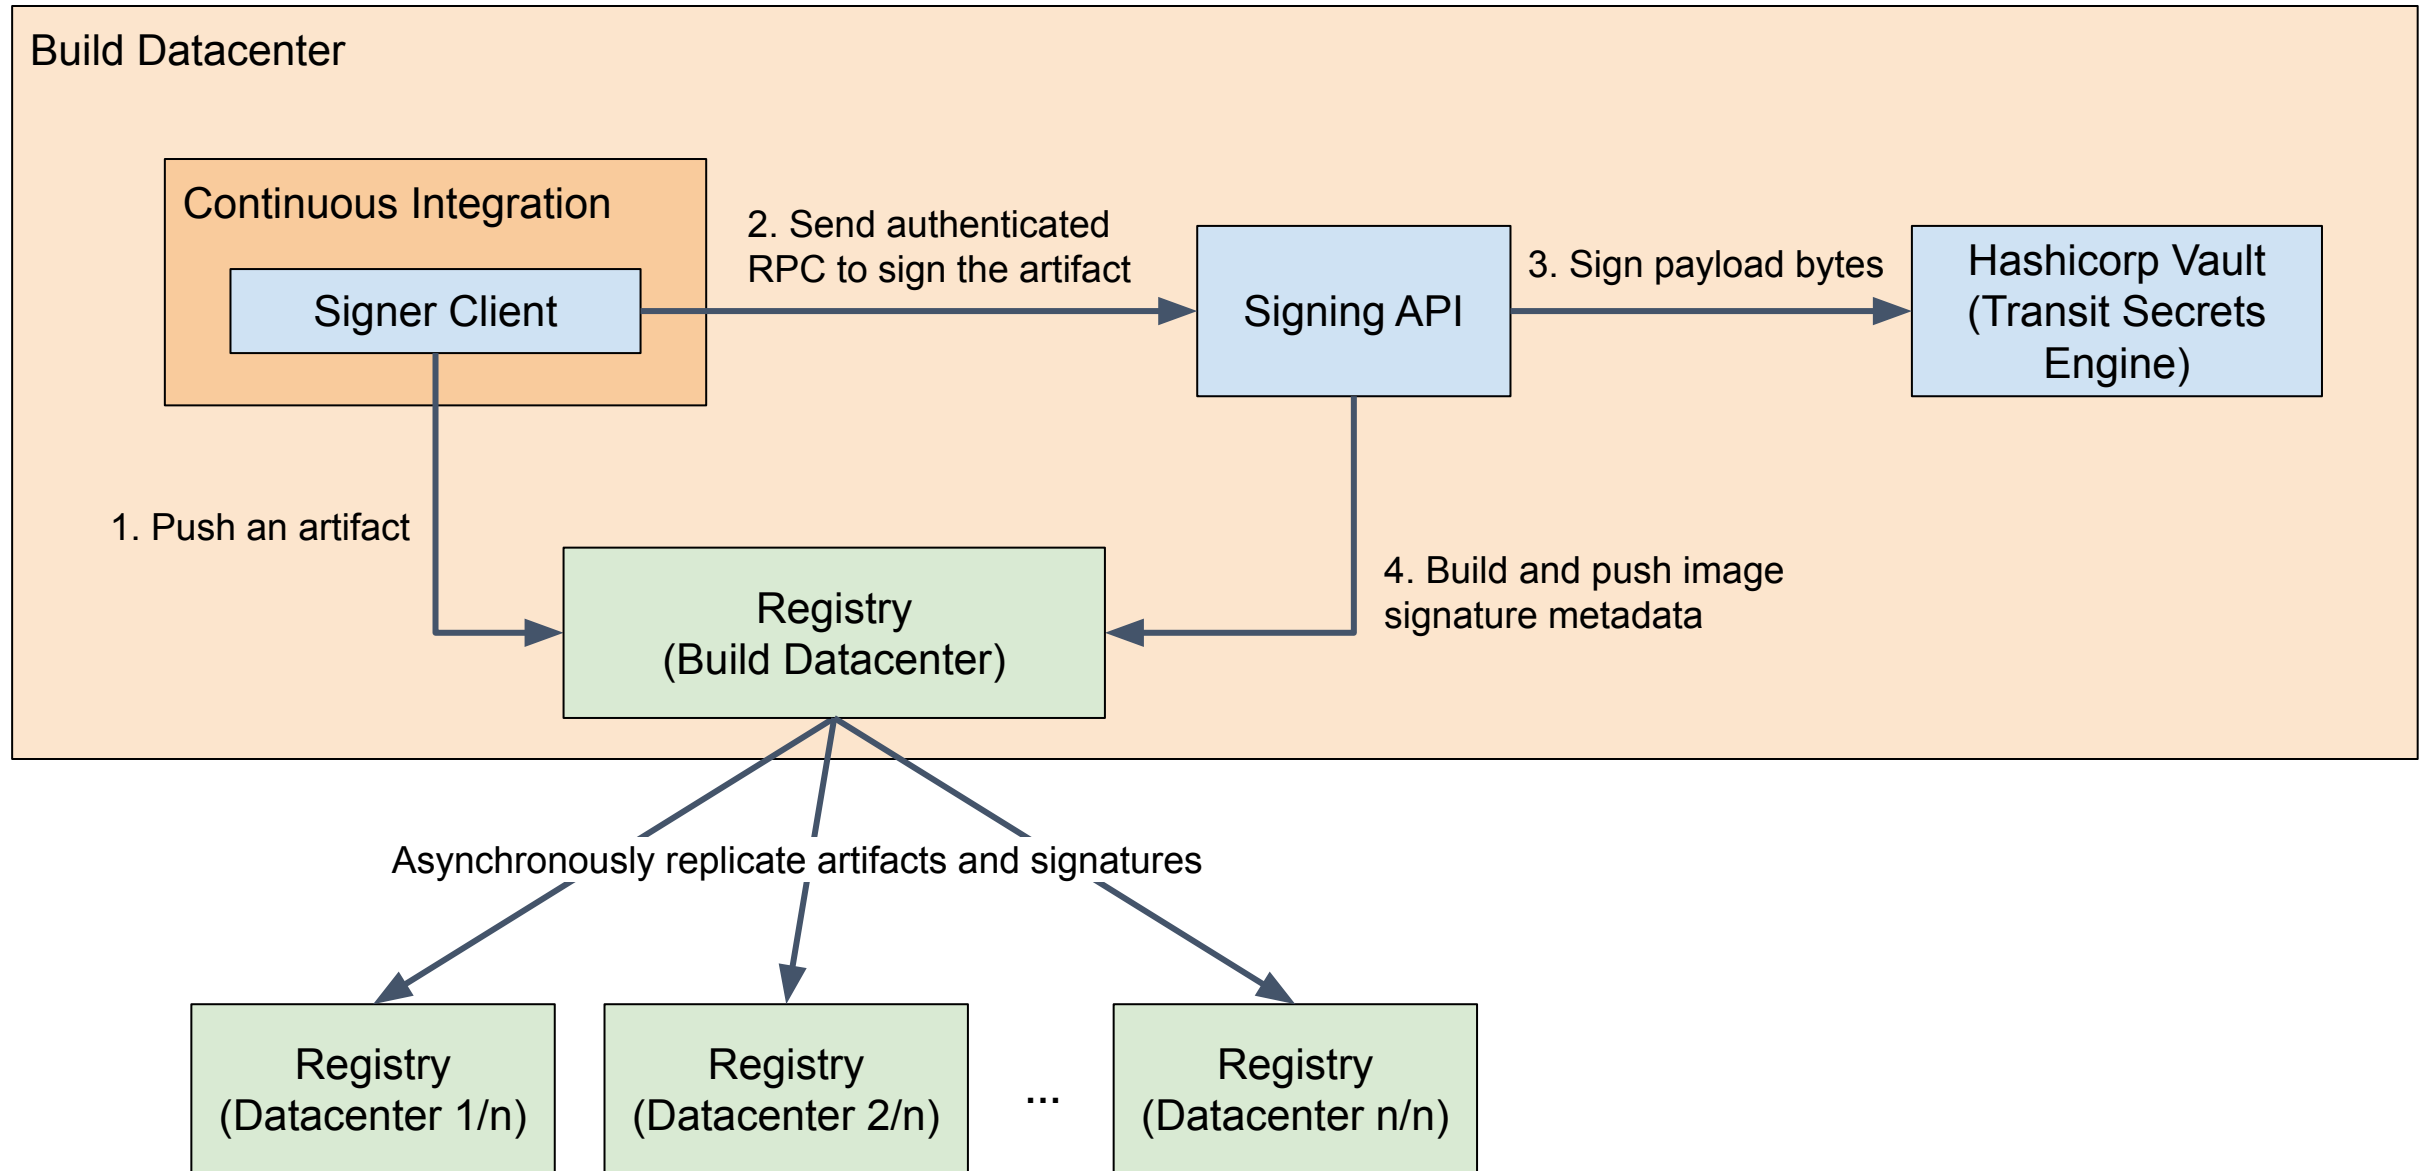 Build Datacenter
Continuous Integration
Signer Client
2. Send authenticated
RPC to sign the artifact
Signing API
3. Sign payload bytes
Hashicorp Vault
(Transit Secrets
Engine)
1. Push an artifact
4. Build and push image
signature metadata
Registry
(Build Datacenter)
Asynchronously replicate artifacts and signatures
Registry
(Datacenter 1/n)
Registry
(Datacenter 2/n)
...
Registry
(Datacenter n/n)